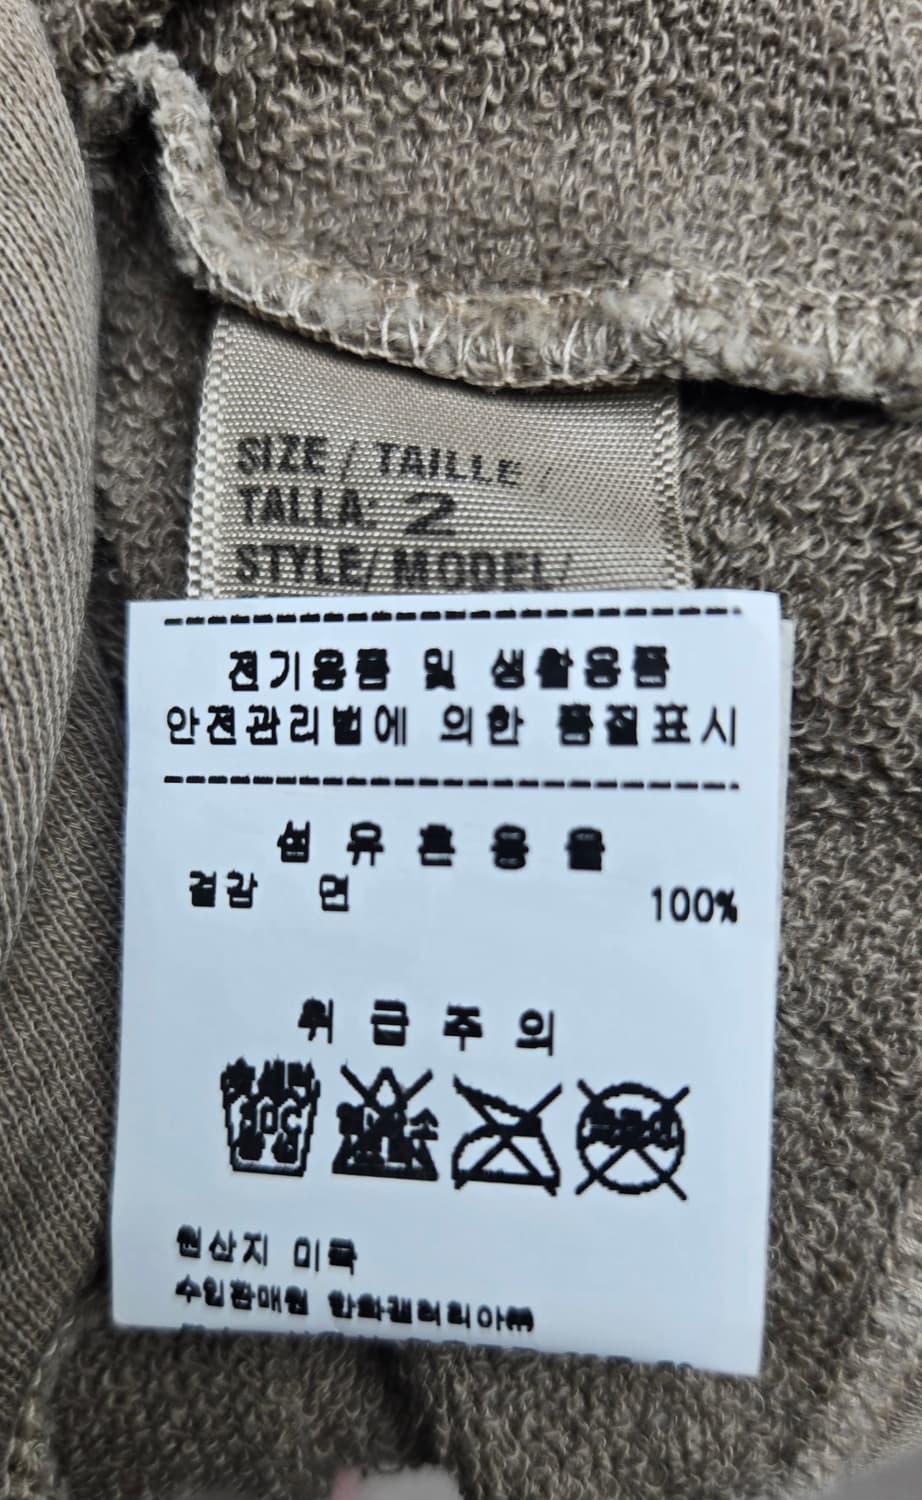 SIZE / TAILLE /
TALLA: 2
STYLE/ MODEL/
전기용품 및 생활용품
안전관리법에 의한 품질표시
섬유혼용율
겉감 면 100%
취급주의
원산지 미국
수입판매원 한화갤러리아㈜